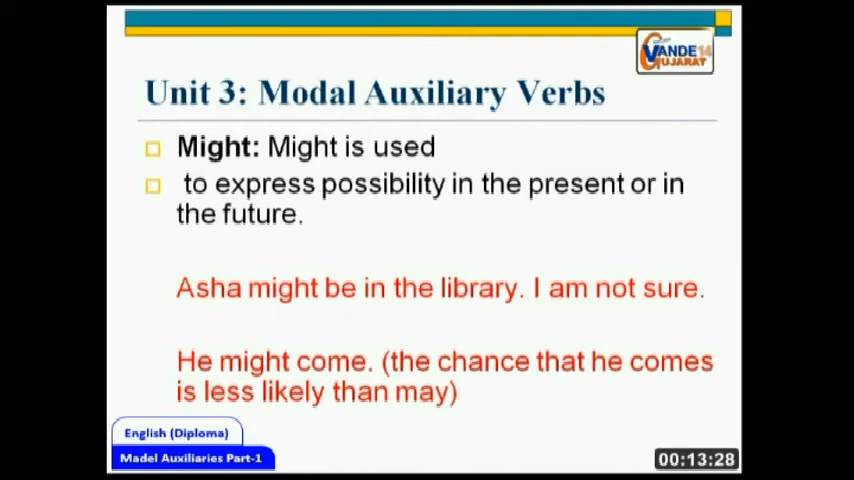 VANDE 14
GUJARAT
Unit 3: Modal Auxiliary Verbs
Might: Might is used
to express possibility in the present or in
the future.
Asha might be in the library. I am not sure.
He might come. (the chance that he comes
is less likely than may)
English (Diploma)
Madel Auxiliaries Part-1
00:13:28